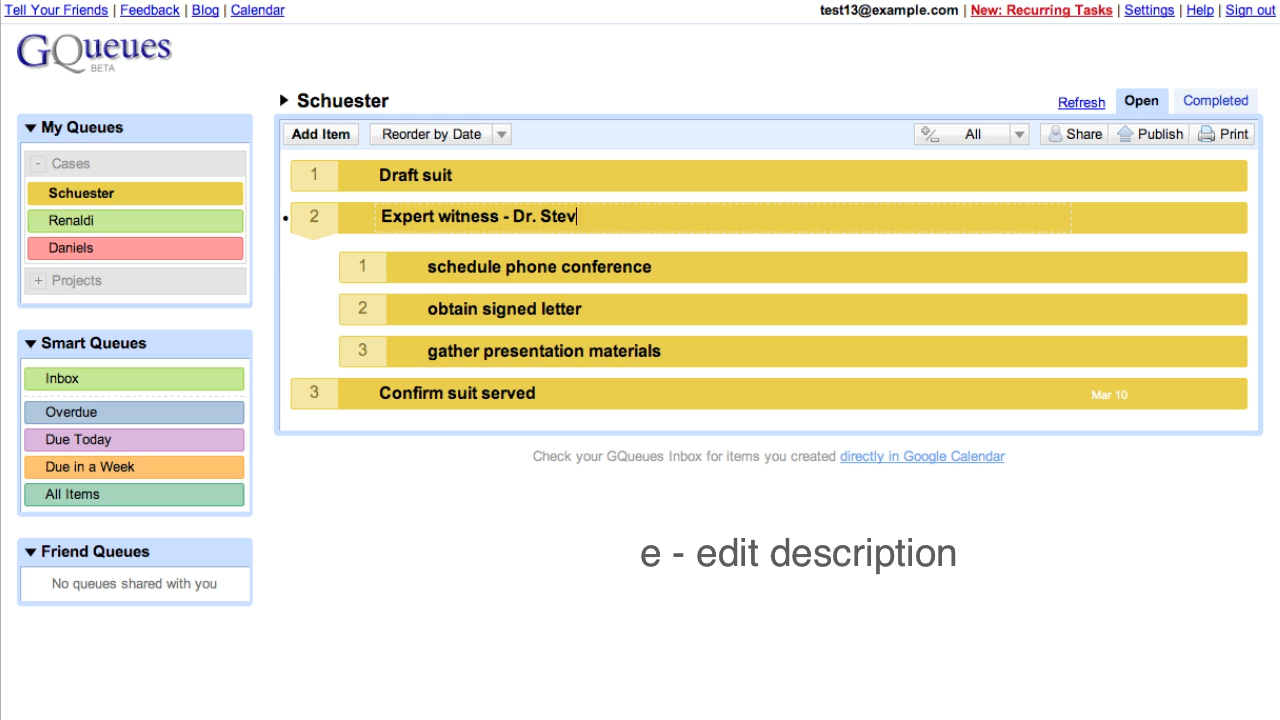 Tell Your Friends | Feedback | Blog | Calendar
test13@example.com | New: Recurring Tasks | Settings | Help | Sign out
GQUEUES
BETA
My Queues
- Cases
Schuester
Renaldi
Daniels
+ Projects
Smart Queues
Inbox
Overdue
Due Today
Due in a Week
All Items
Friend Queues
No queues shared with you
Schuester
Refresh Open Completed
Add Item Reorder by Date All Share Publish Print
1 Draft suit
2 Expert witness - Dr. Stev
1 schedule phone conference
2 obtain signed letter
3 gather presentation materials
3 Confirm suit served Mar 10
Check your GQueues Inbox for items you created directly in Google Calendar
e - edit description